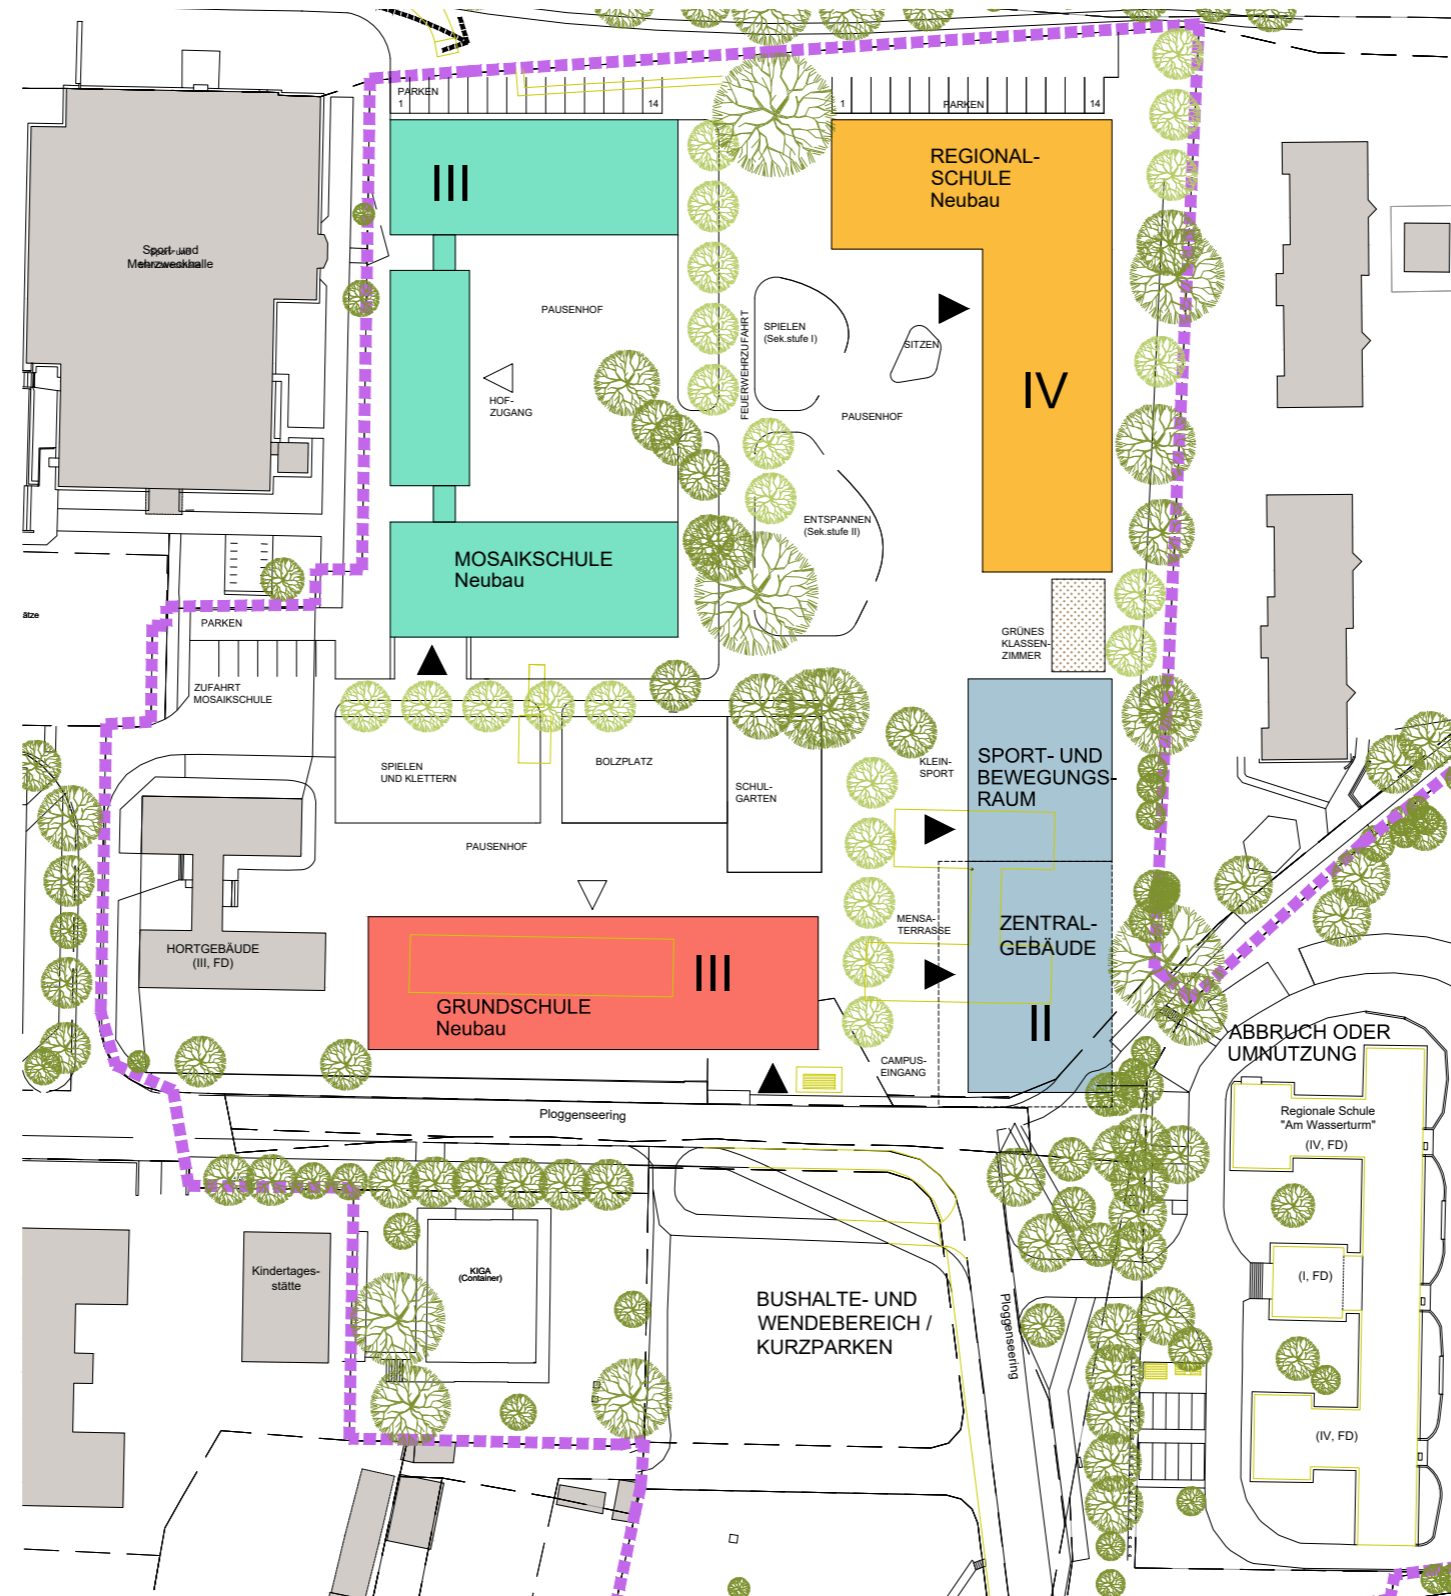 PARKEN
1
14
1
PARKEN
14
III
REGIONAL-
SCHULE
Neubau
Sport- und
Mehrzweckhalle
PAUSENHOF
FEUERWEHRZUFAHRT
SPIELEN
(Sek.stufe I)
SITZEN
HOF-
ZUGANG
IV
PAUSENHOF
ENTSPANNEN
(Sek.stufe II)
MOSAIKSCHULE
Neubau
ätze
PARKEN
GRÜNES
KLASSEN-
ZIMMER
ZUFAHRT
MOSAIKSCHULE
SPIELEN
UND KLETTERN
BOLZPLATZ
SCHUL-
GARTEN
KLEIN-
SPORT
SPORT- UND
BEWEGUNGS-
RAUM
PAUSENHOF
MENSA-
TERRASSE
ZENTRAL-
GEBÄUDE
HORTGEBÄUDE
(III, FD)
III
GRUNDSCHULE
Neubau
II
CAMPUS-
EINGANG
ABBRUCH ODER
UMNUTZUNG
Ploggenseering
Regionale Schule
"Am Wasserturm"
(IV, FD)
Kindertages-
stätte
KIGA
(Container)
(I, FD)
BUSHALTE- UND
WENDEBEREICH /
KURZPARKEN
Ploggenseering
(IV, FD)